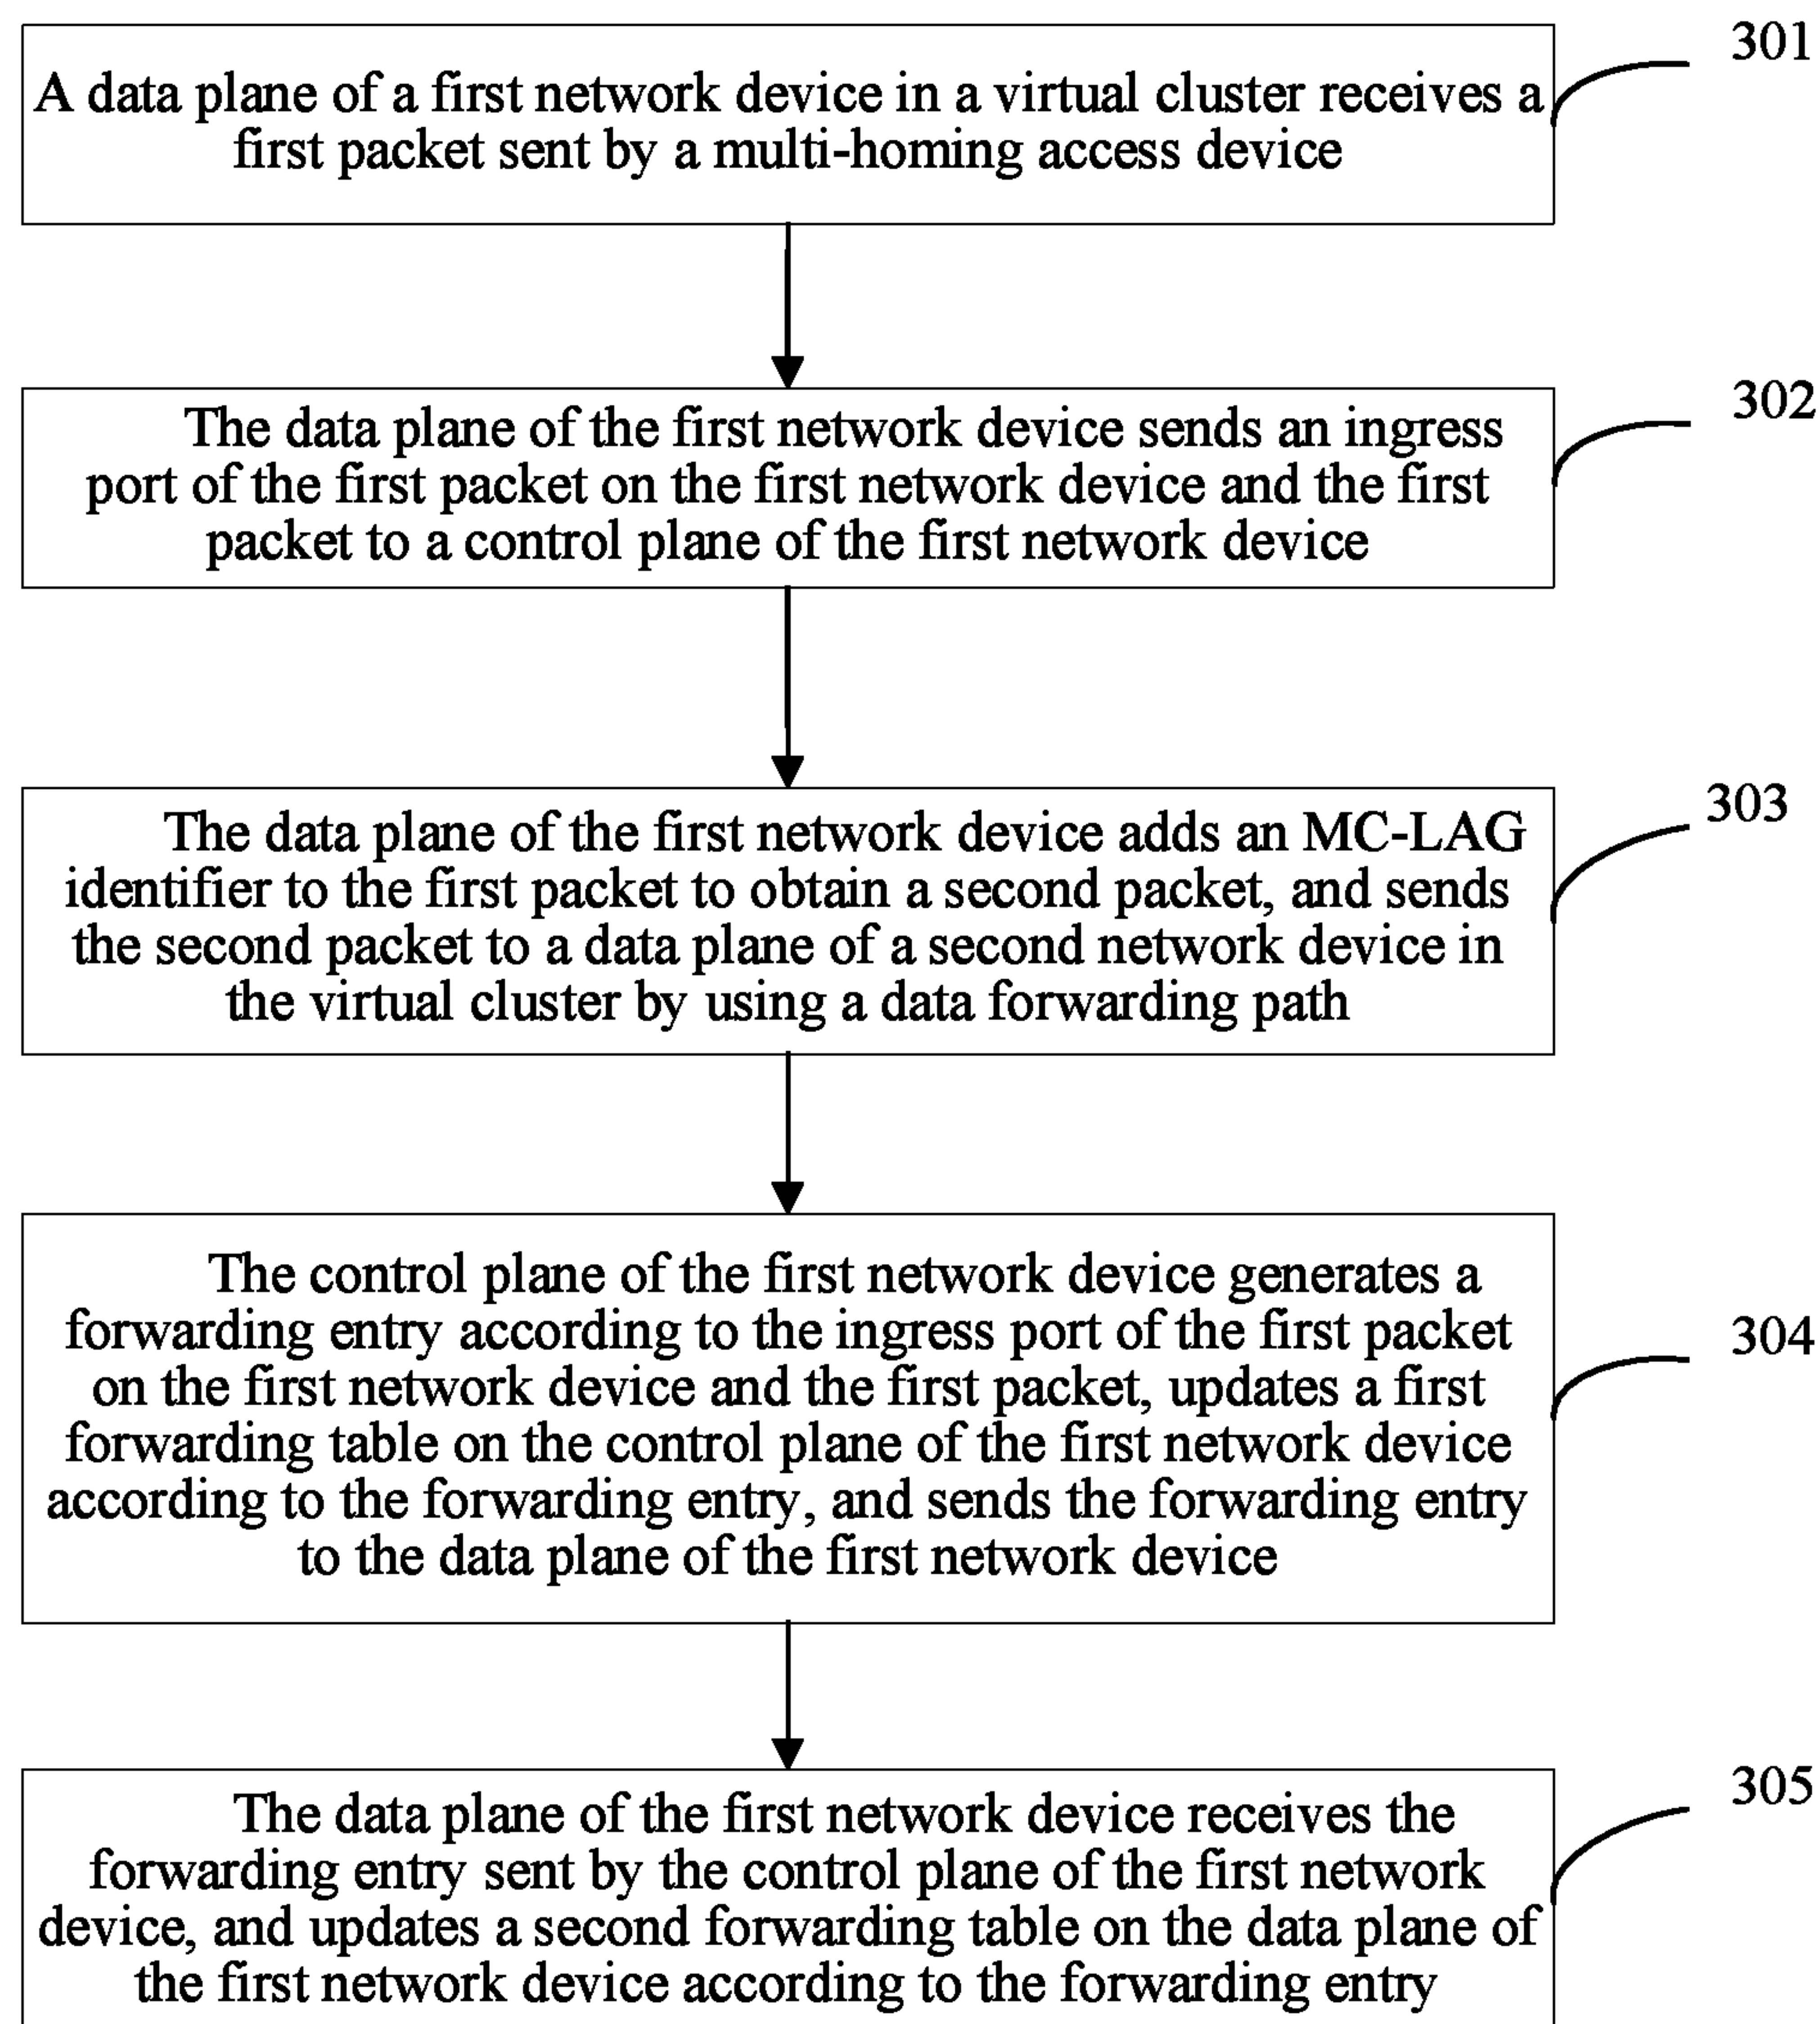 301
A data plane of a first network device in a virtual cluster receives a
first packet sent by a multi-homing access device
302
The data plane of the first network device sends an ingress
port of the first packet on the first network device and the first
packet to a control plane of the first network device
303
The data plane of the first network device adds an MC-LAG
identifier to the first packet to obtain a second packet, and sends
the second packet to a data plane of a second network device in
the virtual cluster by using a data forwarding path
The control plane of the first network device generates a
forwarding entry according to the ingress port of the first packet
304
on the first network device and the first packet, updates a first
forwarding table on the control plane of the first network device
according to the forwarding entry, and sends the forwarding entry
to the data plane of the first network device
305
The data plane of the first network device receives the
forwarding entry sent by the control plane of the first network
device, and updates a second forwarding table on the data plane of
the first network device according to the forwarding entry